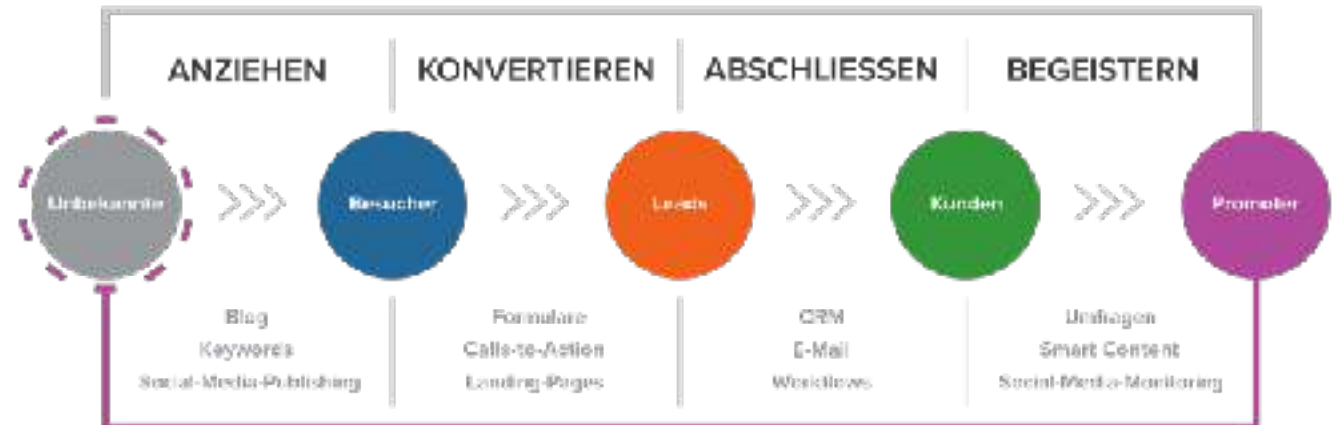 ANZIEHEN
KONVERTIEREN
ABSCHLIESSEN
BEGEISTERN
Unbekannte
Besucher
Leads
Kunden
Promoter
Blog
Keywords
Social-Media-Publishing
Formulare
Calls-to-Action
Landing-Pages
CRM
E-Mail
Workflows
Umfragen
Smart Content
Social-Media-Monitoring